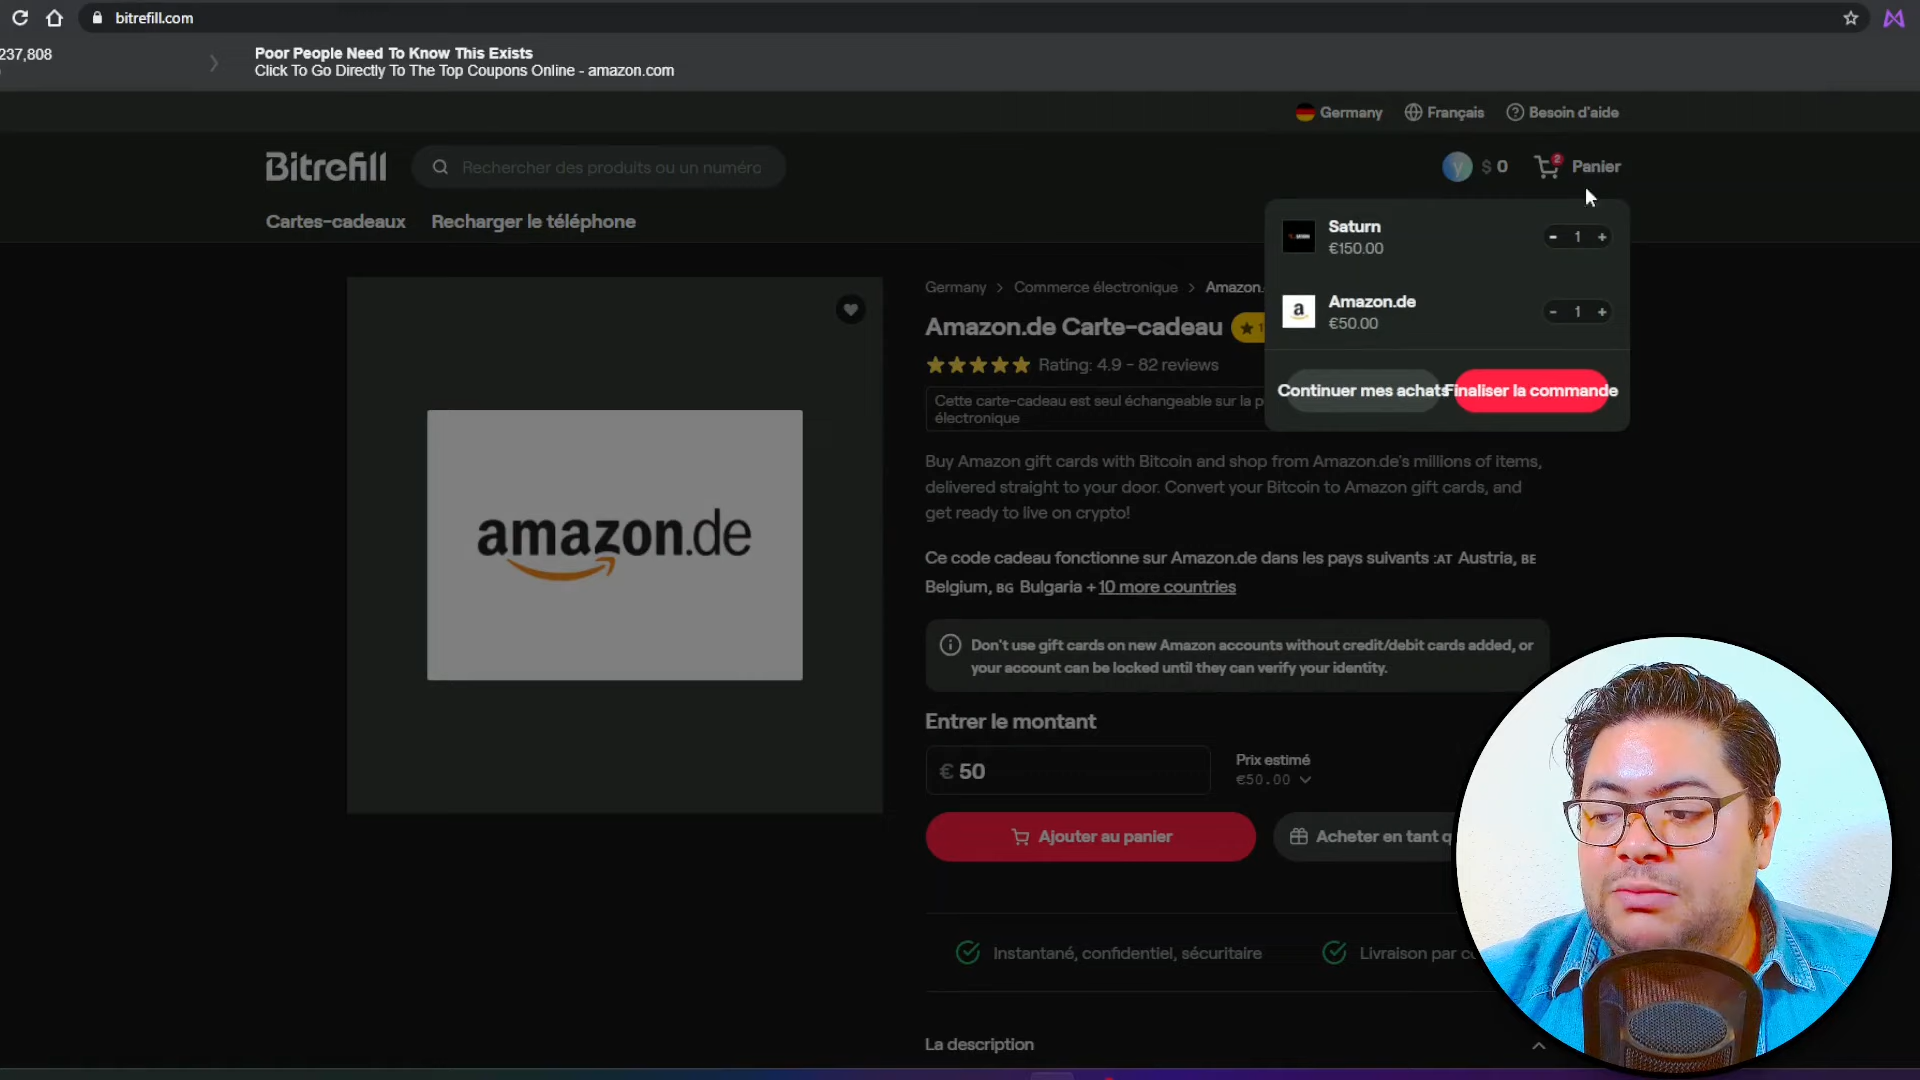 bitrefill.com
237,808
Poor People Need To Know This Exists
Click To Go Directly To The Top Coupons Online - amazon.com
Germany
Français
Besoin d'aide
Bitrefill
Rechercher des produits ou un numéro
y
$ 0
2
Panier
Cartes-cadeaux
Recharger le téléphone
Saturn
€150.00
- 1 +
a
Amazon.de
€50.00
- 1 +
Continuer mes achats
Finaliser la commande
Germany > Commerce électronique > Amazon.
Amazon.de Carte-cadeau
Rating: 4.9 - 82 reviews
Cette carte-cadeau est seul échangeable sur la p
électronique
Buy Amazon gift cards with Bitcoin and shop from Amazon.de's millions of items,
delivered straight to your door. Convert your Bitcoin to Amazon gift cards, and
get ready to live on crypto!
amazon.de
Ce code cadeau fonctionne sur Amazon.de dans les pays suivants :AT Austria, BE
Belgium, BG Bulgaria + 10 more countries
Don't use gift cards on new Amazon accounts without credit/debit cards added, or
your account can be locked until they can verify your identity.
Entrer le montant
€ 50
Prix estimé
€50.00
Ajouter au panier
Acheter en tant q
Instantané, confidentiel, sécuritaire
Livraison par c
La description